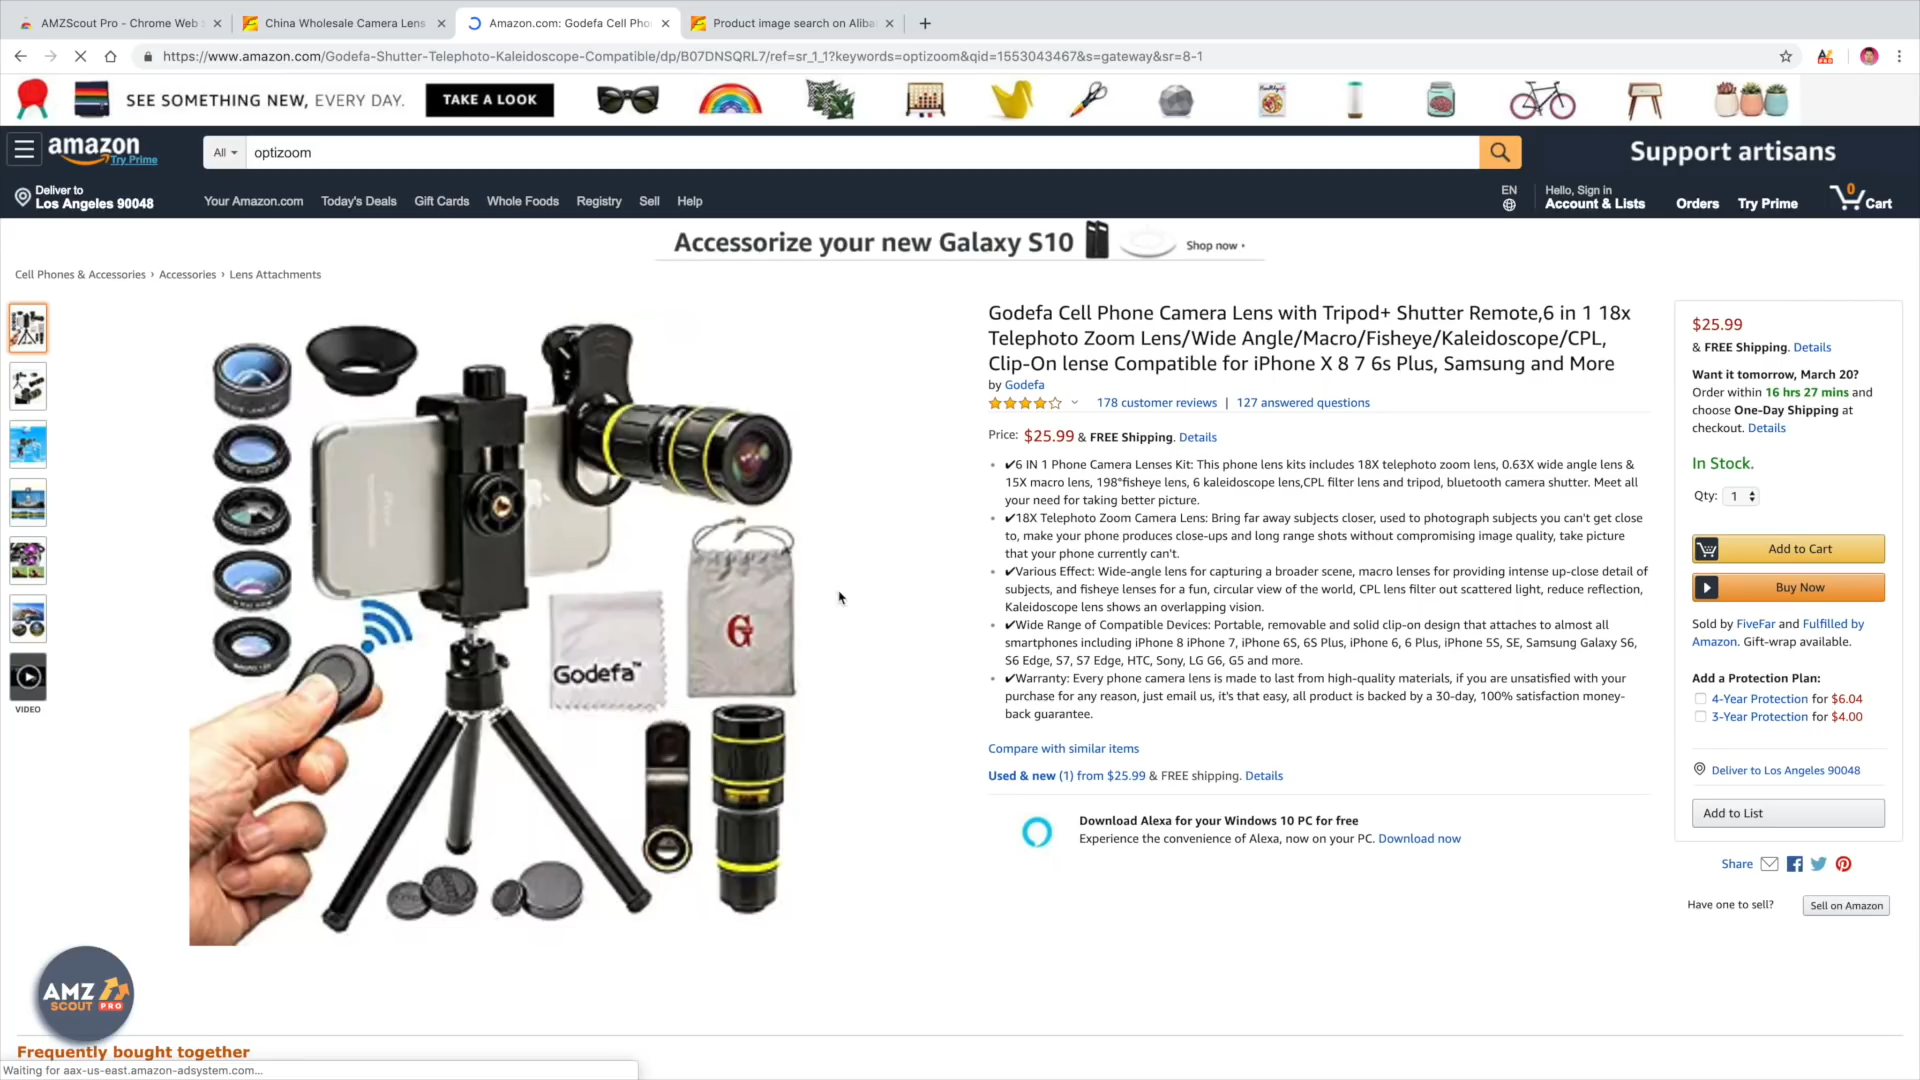 AMZScout Pro - Chrome Web
China Wholesale Camera Lens
Amazon.com: Godefa Cell Pho
Product image search on Aliba
https://www.amazon.com/Godefa-Shutter-Telephoto-Kaleidoscope-Compatible/dp/B07DNSQRL7/ref=sr_1_1?keywords=optizoom&qid=1553043467&s=gateway&sr=8-1
SEE SOMETHING NEW, EVERY DAY.
TAKE A LOOK
amazon
Try Prime
All
optizoom
Support artisans
Deliver to
Los Angeles 90048
Your Amazon.com
Today's Deals
Gift Cards
Whole Foods
Registry
Sell
Help
EN
Hello, Sign in
Account & Lists
Orders
Try Prime
0
Cart
Accessorize your new Galaxy S10
Shop now ›
Cell Phones & Accessories › Accessories › Lens Attachments
VIDEO
Godefa™
G
Godefa Cell Phone Camera Lens with Tripod+ Shutter Remote,6 in 1 18x
Telephoto Zoom Lens/Wide Angle/Macro/Fisheye/Kaleidoscope/CPL,
Clip-On lense Compatible for iPhone X 8 7 6s Plus, Samsung and More
by Godefa
178 customer reviews | 127 answered questions
Price: $25.99 & FREE Shipping. Details
• ✔6 IN 1 Phone Camera Lenses Kit: This phone lens kits includes 18X telephoto zoom lens, 0.63X wide angle lens &
15X macro lens, 198°fisheye lens, 6 kaleidoscope lens,CPL filter lens and tripod, bluetooth camera shutter. Meet all
your need for taking better picture.
• ✔18X Telephoto Zoom Camera Lens: Bring far away subjects closer, used to photograph subjects you can't get close
to, make your phone produces close-ups and long range shots without compromising image quality, take picture
that your phone currently can't.
• ✔Various Effect: Wide-angle lens for capturing a broader scene, macro lenses for providing intense up-close detail of
subjects, and fisheye lenses for a fun, circular view of the world, CPL lens filter out scattered light, reduce reflection,
Kaleidoscope lens shows an overlapping vision.
• ✔Wide Range of Compatible Devices: Portable, removable and solid clip-on design that attaches to almost all
smartphones including iPhone 8 iPhone 7, iPhone 6S, 6S Plus, iPhone 6, 6 Plus, iPhone 5S, SE, Samsung Galaxy S6,
S6 Edge, S7, S7 Edge, HTC, Sony, LG G6, G5 and more.
• ✔Warranty: Every phone camera lens is made to last from high-quality materials, if you are unsatisfied with your
purchase for any reason, just email us, it's that easy, all product is backed by a 30-day, 100% satisfaction money-
back guarantee.
Compare with similar items
Used & new (1) from $25.99 & FREE shipping. Details
Download Alexa for your Windows 10 PC for free
Experience the convenience of Alexa, now on your PC. Download now
$25.99
& FREE Shipping. Details
Want it tomorrow, March 20?
Order within 16 hrs 27 mins and
choose One-Day Shipping at
checkout. Details
In Stock.
Qty: 1
Add to Cart
Buy Now
Sold by FiveFar and Fulfilled by
Amazon. Gift-wrap available.
Add a Protection Plan:
4-Year Protection for $6.04
3-Year Protection for $4.00
Deliver to Los Angeles 90048
Add to List
Share
Have one to sell?
Sell on Amazon
AMZ
SCOUT PRO
Frequently bought together
Waiting for aax-us-east.amazon-adsystem.com...